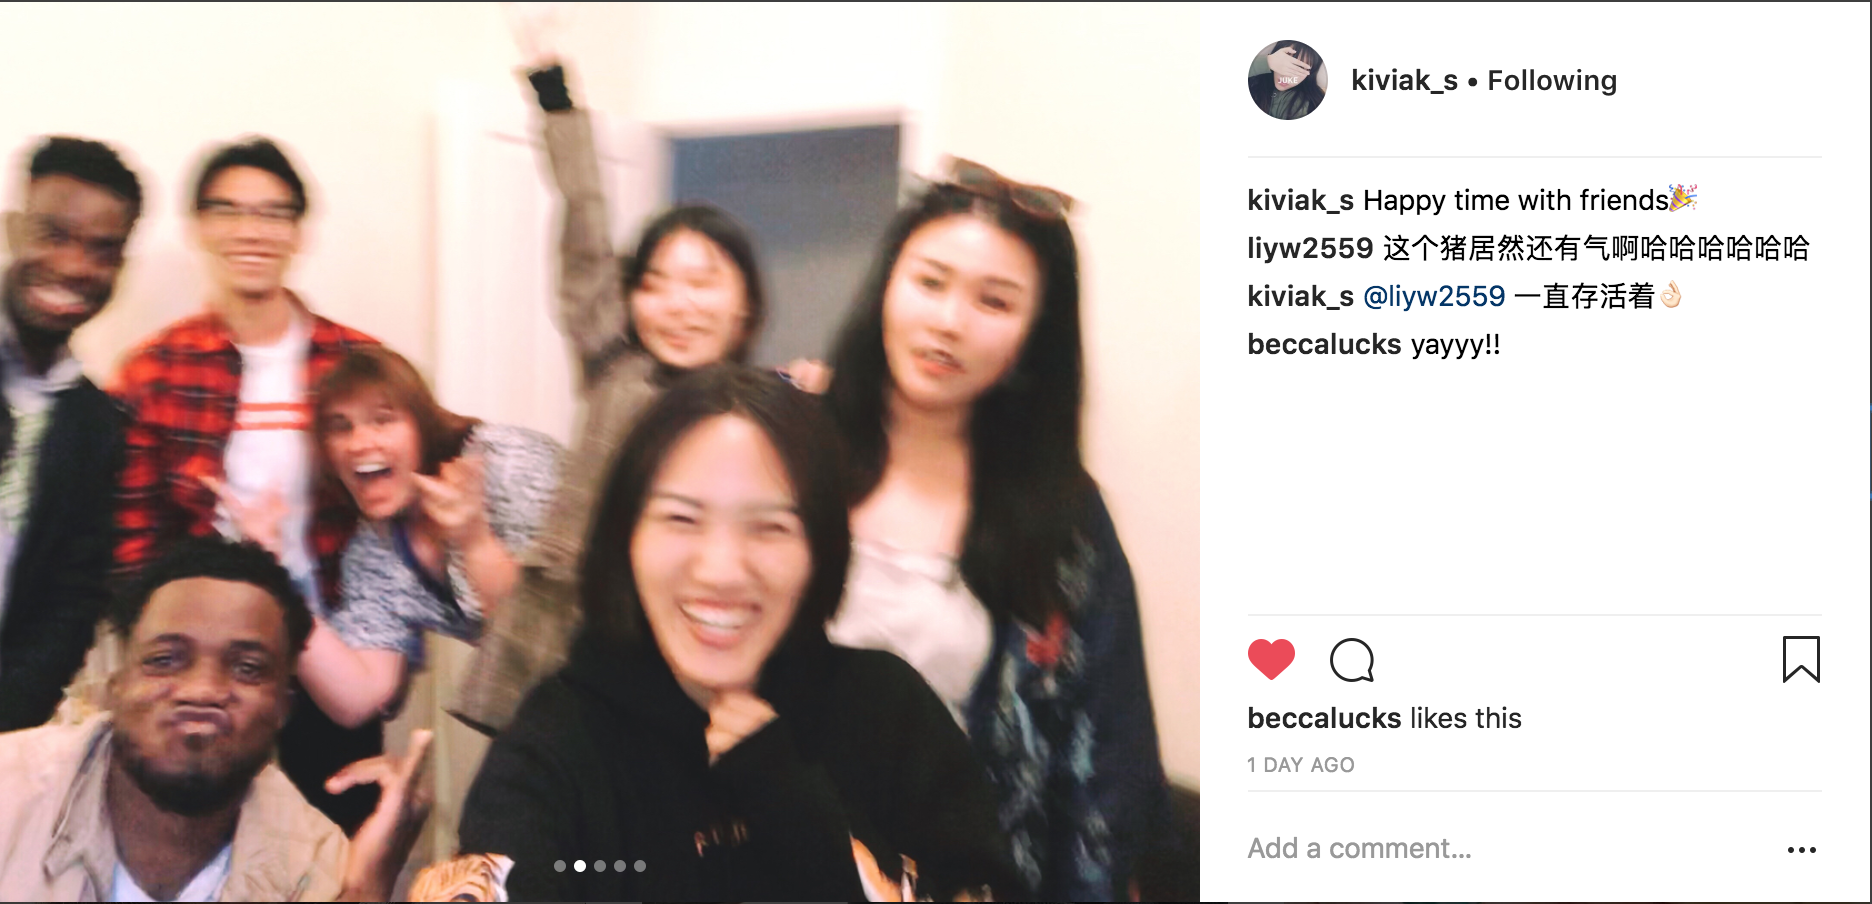 JUKE
kiviak_s • Following
kiviak_s Happy time with friends🎉
liyw2559 这个猪居然还有气啊哈哈哈哈哈哈
kiviak_s @liyw2559 一直存活着👌🏻
beccalucks yayyy!!
beccalucks likes this
1 DAY AGO
Add a comment...